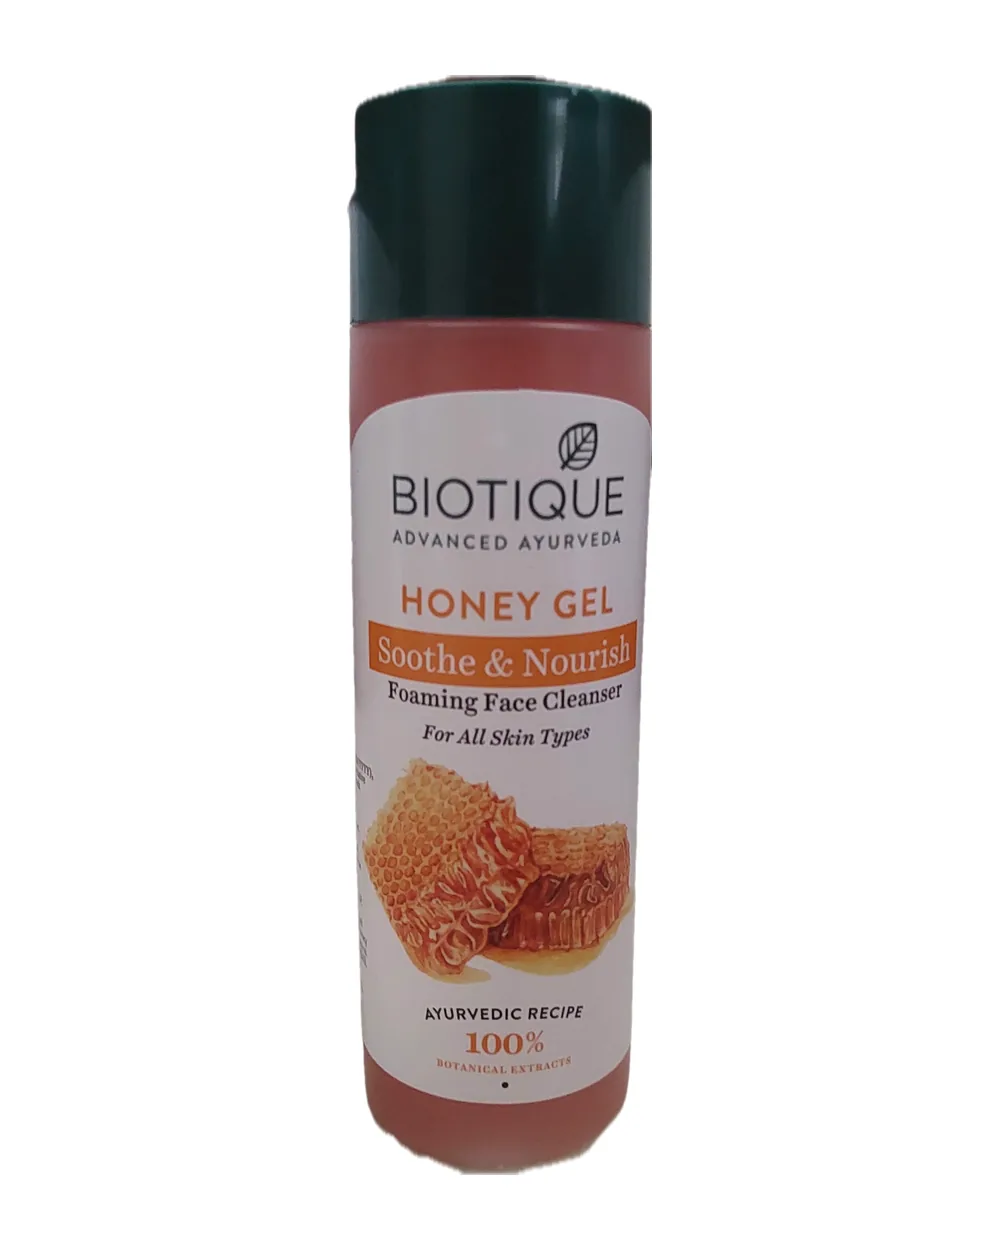 BIOTIQUE
ADVANCED AYURVEDA
HONEY GEL
Soothe & Nourish
Foaming Face Cleanser
For All Skin Types
AYURVEDIC RECIPE
100%
BOTANICAL EXTRACTS